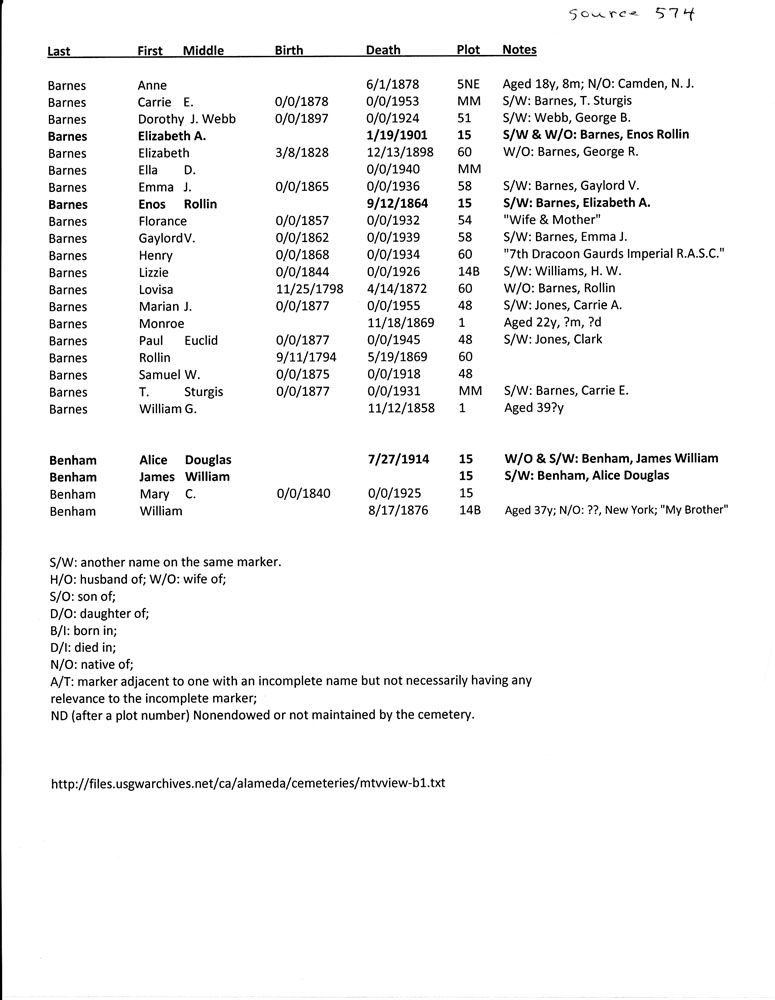 Source 574
Last First Middle Birth Death Plot Notes
Barnes Anne 6/1/1878 5NE Aged 18y, 8m; N/O: Camden, N. J.
Barnes Carrie E. 0/0/1878 0/0/1953 MM S/W: Barnes, T. Sturgis
Barnes Dorothy J. Webb 0/0/1897 0/0/1924 51 S/W: Webb, George B.
Barnes Elizabeth A. 1/19/1901 15 S/W & W/O: Barnes, Enos Rollin
Barnes Elizabeth 3/8/1828 12/13/1898 60 W/O: Barnes, George R.
Barnes Ella D. 0/0/1940 MM
Barnes Emma J. 0/0/1865 0/0/1936 58 S/W: Barnes, Gaylord V.
Barnes Enos Rollin 9/12/1864 15 S/W: Barnes, Elizabeth A.
Barnes Florance 0/0/1857 0/0/1932 54 "Wife & Mother"
Barnes Gaylord V. 0/0/1862 0/0/1939 58 S/W: Barnes, Emma J.
Barnes Henry 0/0/1868 0/0/1934 60 "7th Dracoon Gaurds Imperial R.A.S.C."
Barnes Lizzie 0/0/1844 0/0/1926 14B S/W: Williams, H. W.
Barnes Lovisa 11/25/1798 4/14/1872 60 W/O: Barnes, Rollin
Barnes Marian J. 0/0/1877 0/0/1955 48 S/W: Jones, Carrie A.
Barnes Monroe 11/18/1869 1 Aged 22y, ?m, ?d
Barnes Paul Euclid 0/0/1877 0/0/1945 48 S/W: Jones, Clark
Barnes Rollin 9/11/1794 5/19/1869 60
Barnes Samuel W. 0/0/1875 0/0/1918 48
Barnes T. Sturgis 0/0/1877 0/0/1931 MM S/W: Barnes, Carrie E.
Barnes William G. 11/12/1858 1 Aged 39?y
Benham Alice Douglas 7/27/1914 15 W/O & S/W: Benham, James William
Benham James William 15 S/W: Benham, Alice Douglas
Benham Mary C. 0/0/1840 0/0/1925 15
Benham William 8/17/1876 14B Aged 37y; N/O: ??, New York; "My Brother"
S/W: another name on the same marker.
H/O: husband of; W/O: wife of;
S/O: son of;
D/O: daughter of;
B/I: born in;
D/I: died in;
N/O: native of;
A/T: marker adjacent to one with an incomplete name but not necessarily having any
relevance to the incomplete marker;
ND (after a plot number) Nonendowed or not maintained by the cemetery.
http://files.usgwarchives.net/ca/alameda/cemeteries/mtvview-b1.txt